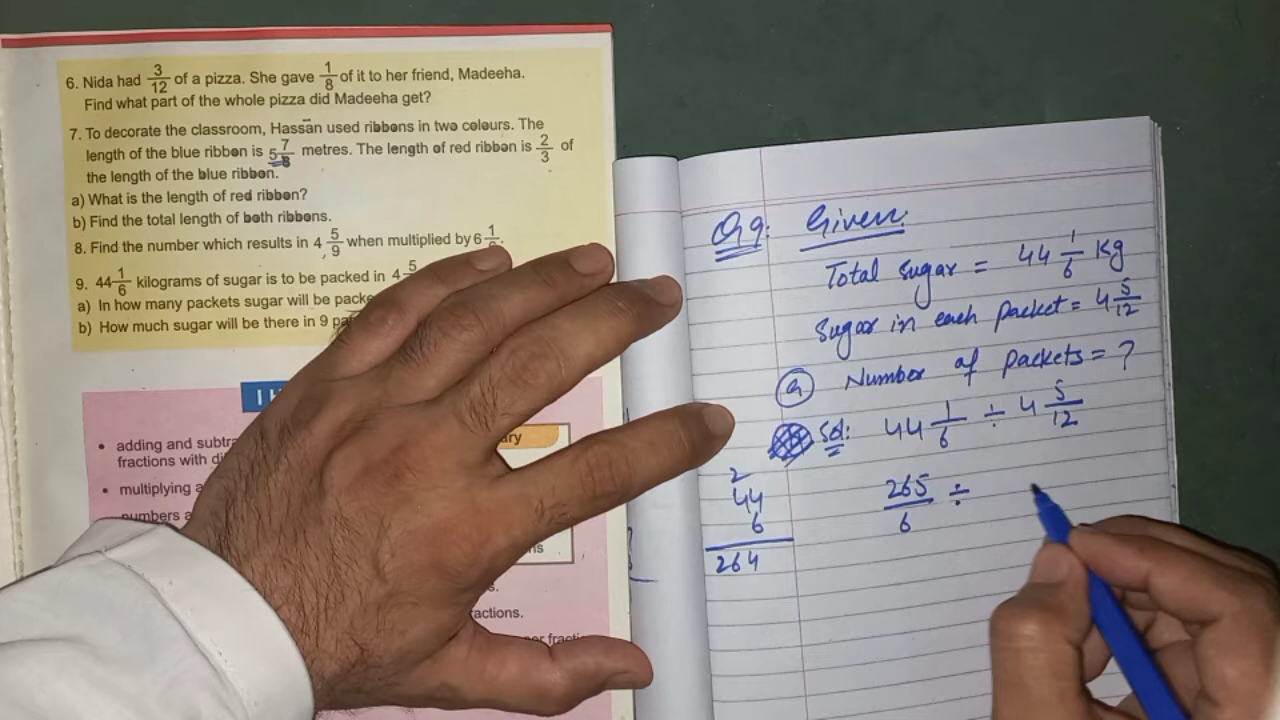 6. Nida had 3/12 of a pizza. She gave 1/8 of it to her friend, Madeeha.
Find what part of the whole pizza did Madeeha get?
7. To decorate the classroom, Hassan used ribbons in two colours. The
length of the blue ribbon is 5 7/8 metres. The length of red ribbon is 2/3 of
the length of the blue ribbon.
a) What is the length of red ribbon?
b) Find the total length of both ribbons.
8. Find the number which results in 4 5/9 when multiplied by 6 1
9. 44 1/6 kilograms of sugar is to be packed in 4 5
a) In how many packets sugar will be packe
b) How much sugar will be there in 9 pa
I H
• adding and subtra
fractions with di
• multiplying a
numbers a
ary
ns
s.
actions.
er fracti
Q9: Given:
Total sugar = 44 1/6 Kg
Sugar in each Packet = 4 5/12
a Number of Packets = ?
Sol: 44 1/6 ÷ 4 5/12
265/6 ÷
2
44
6
264